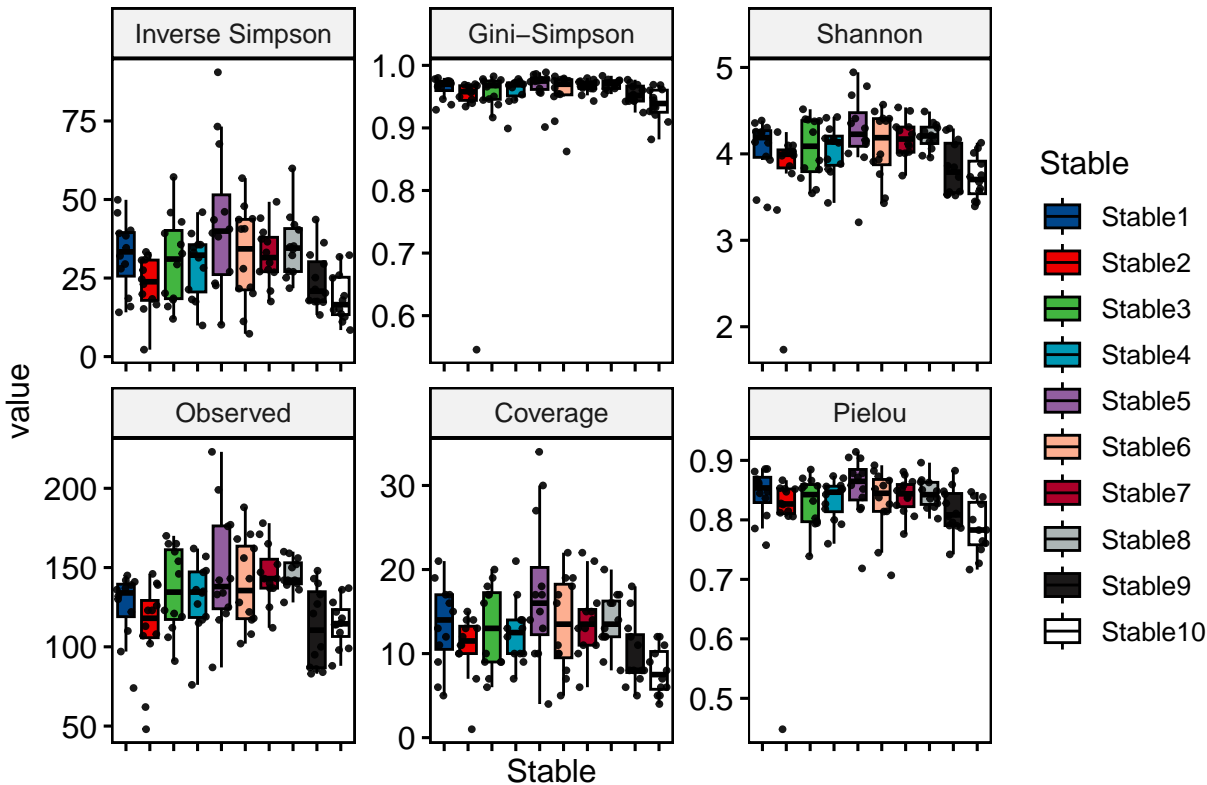 Inverse Simpson
Gini−Simpson
Shannon
75
50
25
0
1.0
0.9
0.8
0.7
0.6
5
4
3
2
Observed
Coverage
Pielou
200
150
100
50
30
20
10
0
0.9
0.8
0.7
0.6
0.5
value
Stable
Stable
Stable1
Stable2
Stable3
Stable4
Stable5
Stable6
Stable7
Stable8
Stable9
Stable10